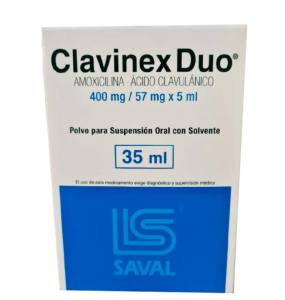 Clavinex Duo®
AMOXICILINA - ÁCIDO CLAVULÁNICO
400 mg / 57 mg x 5 ml
Polvo para Suspensión Oral con Solvente
35 ml
El uso de este medicamento exige diagnóstico y supervisión médica
LS
SAVAL